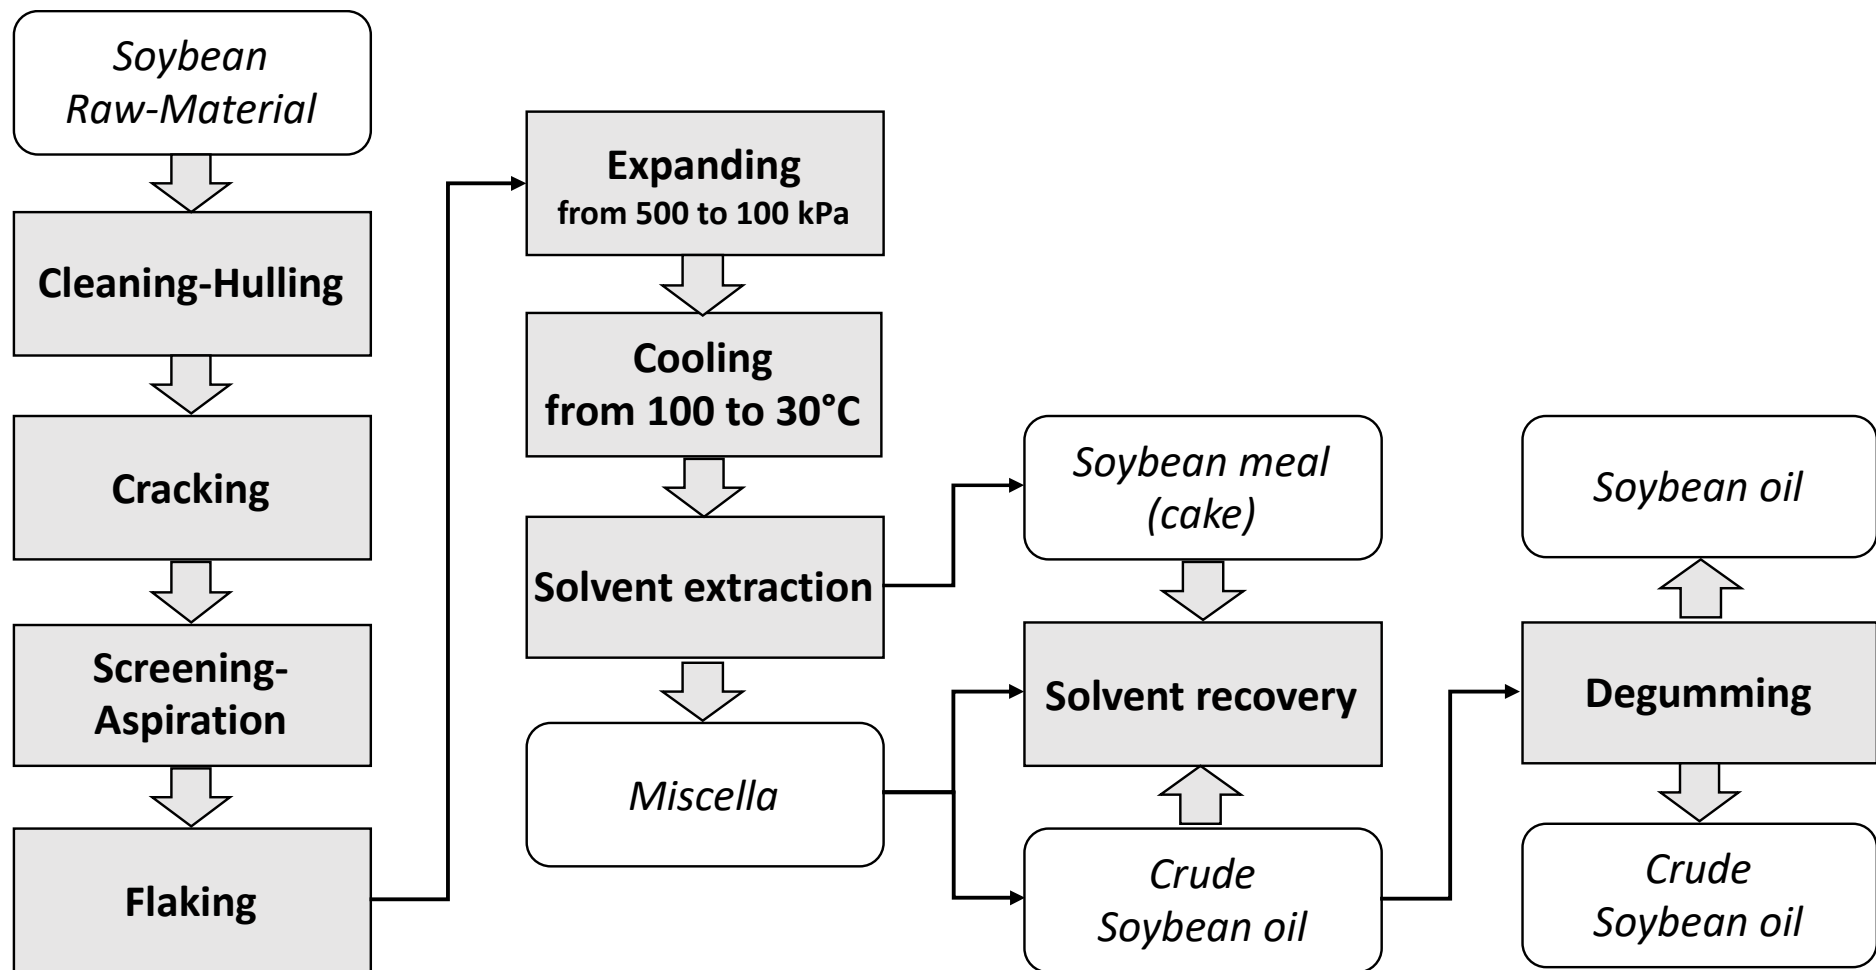 Soybean
Raw-Material
Cleaning-Hulling
Cracking
Screening-
Aspiration
Flaking
Expanding
from 500 to 100 kPa
Cooling
from 100 to 30°C
Solvent extraction
Miscella
Soybean meal
(cake)
Solvent recovery
Crude
Soybean oil
Soybean oil
Degumming
Crude
Soybean oil